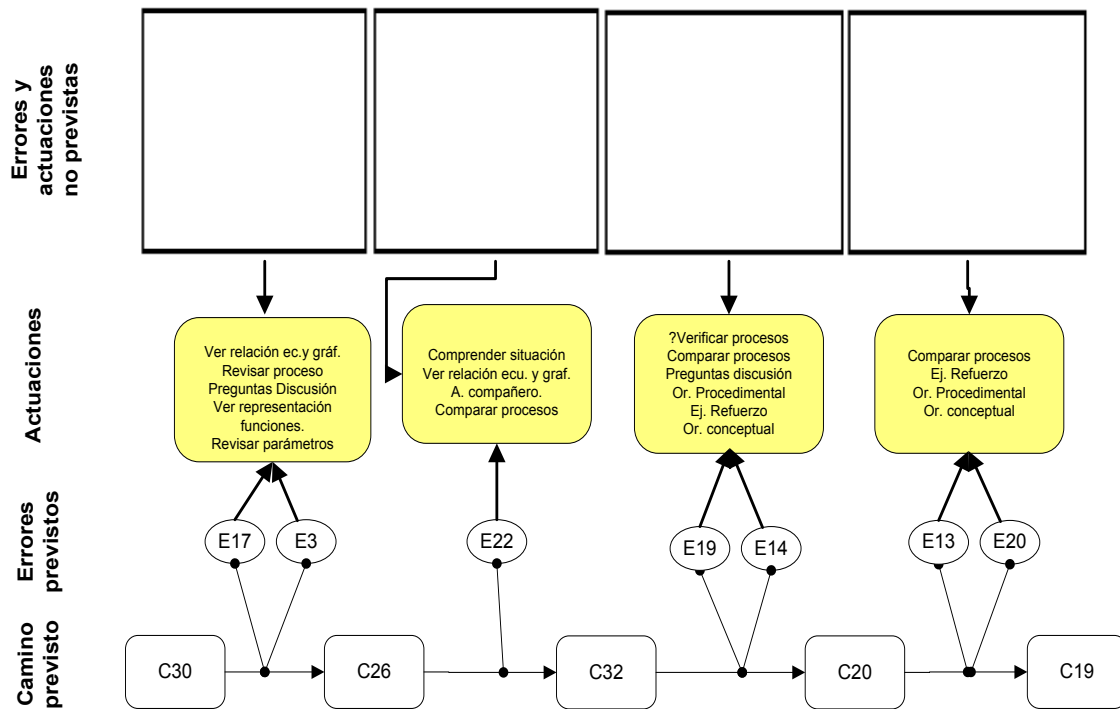 Errores y
actuaciones
no previstas
Actuaciones
Ver relación ec.y gráf.
Revisar proceso
Preguntas Discusión
Ver representación
funciones.
Revisar parámetros
Comprender situación
Ver relación ecu. y graf.
A. compañero.
Comparar procesos
?Verificar procesos
Comparar procesos
Preguntas discusión
Or. Procedimental
Ej. Refuerzo
Or. conceptual
Comparar procesos
Ej. Refuerzo
Or. Procedimental
Or. conceptual
Errores
previstos
E17
E3
E22
E19
E14
E13
E20
Camino
previsto
C30
C26
C32
C20
C19